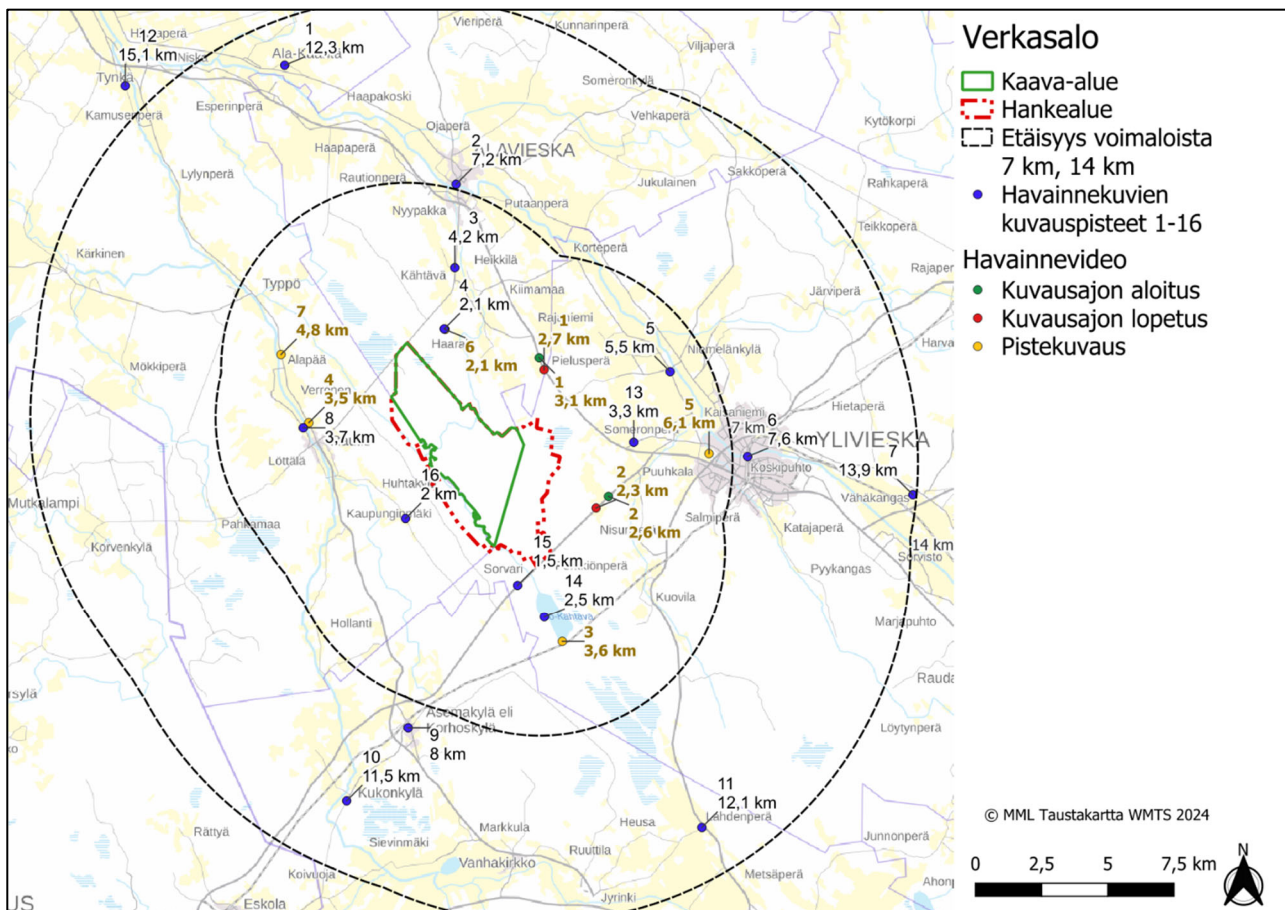 Verkasalo
Kaava-alue
Hankealue
Etäisyys voimaloista
7 km, 14 km
Havainnekuvien
kuvauspisteet 1-16
Havainnevideo
Kuvausajon aloitus
Kuvausajon lopetus
Pistekuvaus
© MML Taustakartta WMTS 2024
0 2,5 5 7,5 km
N
12
15,1 km
Tynkä
Niska
Kamusenperä
Esperinperä
1
12,3 km
Vieriperä
Kunnarinperä
Viljaperä
Someronkylä
Haapakoski
Ojaperä
Vehkaperä
Kytökorpi
2
7,2 km
Haapaperä
Rautionperä
Lylynperä
Nyypakka
Putaanperä
Jukulainen
Sakkoperä
Rahkaperä
Teikkoperä
3
4,2 km
Heikkilä
Korteperä
Kärkinen
Kähtävä
Kiimamaa
Typpö
4
2,1 km
Haara
6
2,1 km
1
2,7 km
Pielusperä
1
3,1 km
5
5,5 km
Niemelänkylä
Järviperä
7
4,8 km
Alapää
Mökkiperä
4
3,5 km
8
3,7 km
Löttälä
13
3,3 km
5
6,1 km
7 km
6
7,6 km
YLIVIESKA
Hietaperä
Koskipuhto
7
13,9 km
Vähäkangas
Puuhkala
2
2,3 km
2
2,6 km
Salmiperä
Katajaperä
Mutkalampi
Pahkamaa
Korvenkylä
16
2 km
Kaupunginmäki
14 km
Pyykangas
15
1,5 km
Sorvari
14
2,5 km
3
3,6 km
Kuovila
Marjapuhto
Hollanti
Löytynperä
Asemakylä eli
Korhoskylä
9
8 km
10
11,5 km
Kukonkylä
11
12,1 km
Lahdenperä
Rättyä
Markkula
Heusa
Sievinmäki
Ruuttila
Junnonperä
Vanhakirkko
Koivuoja
Metsäperä
Jyrinki
Eskola